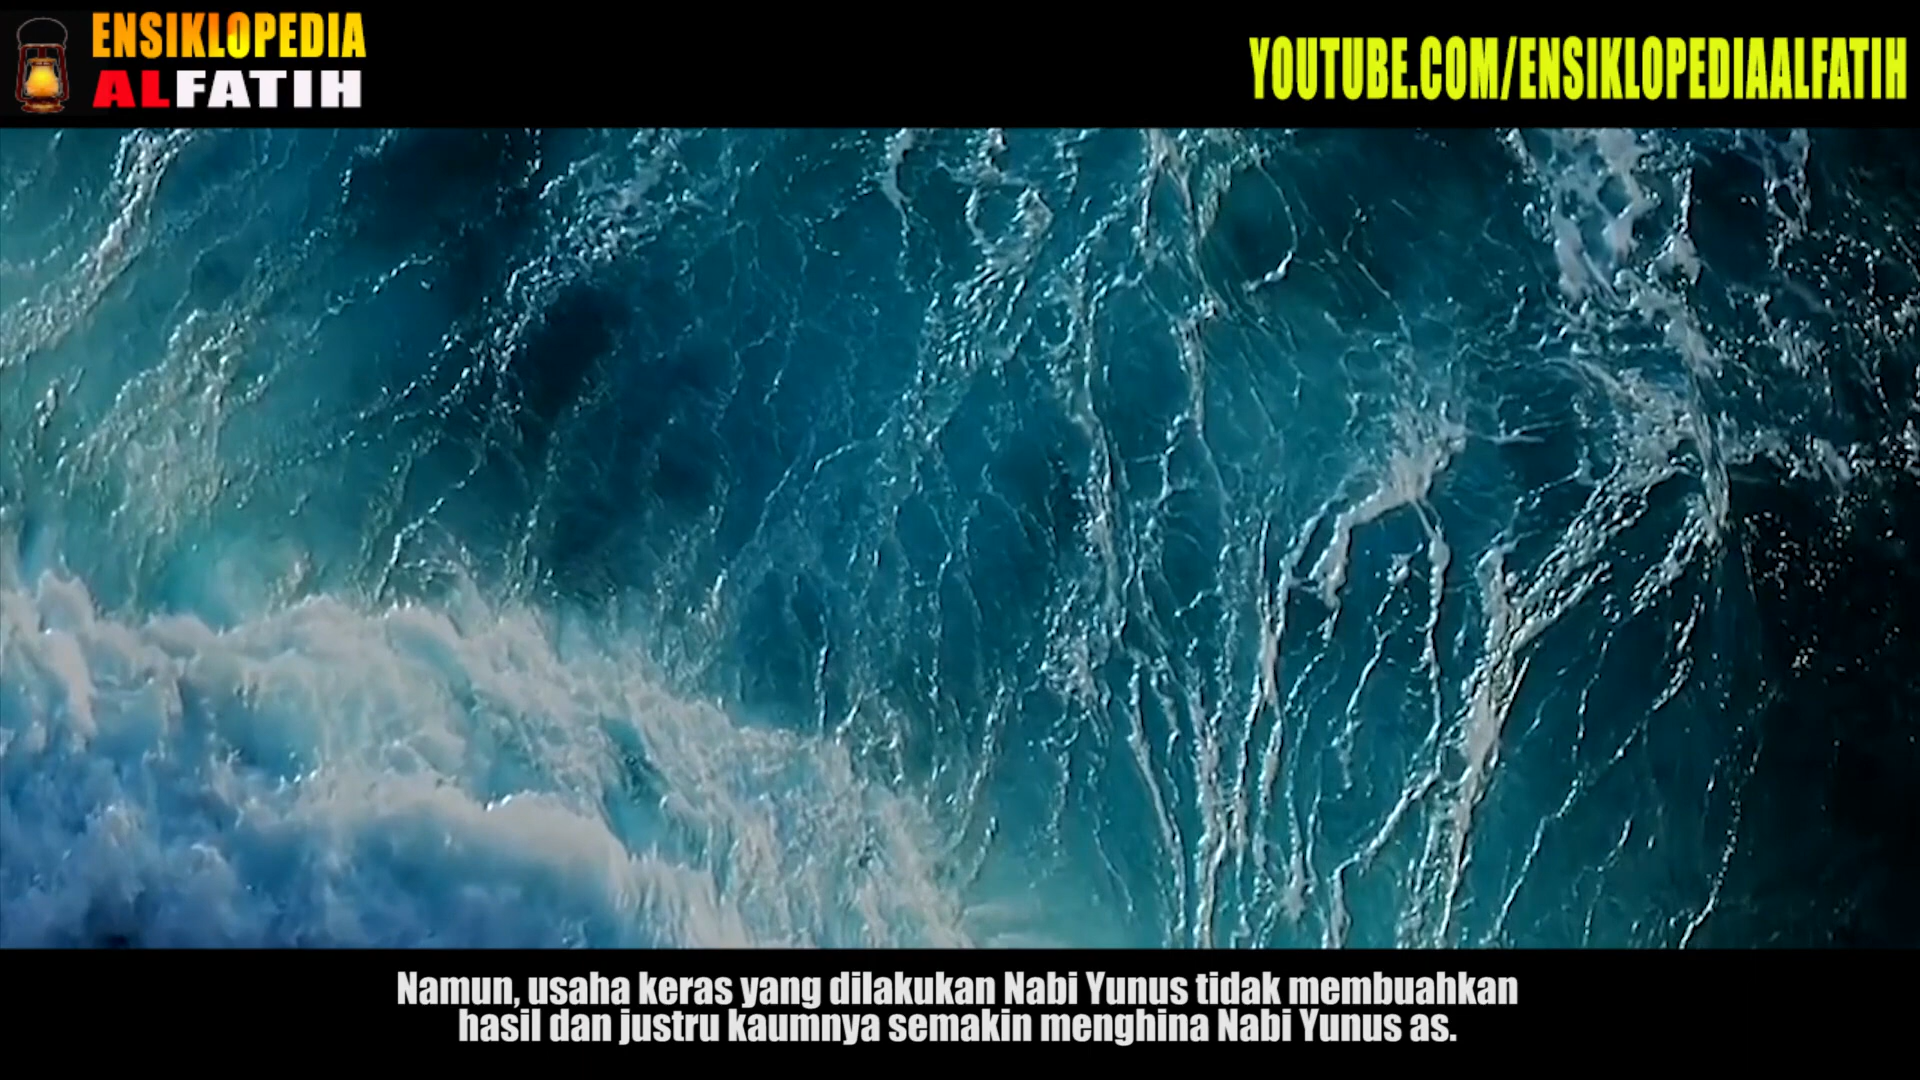 ENSIKLOPEDIA
ALFATIH
YOUTUBE.COM/ENSIKLOPEDIAALFATIH
Namun, usaha keras yang dilakukan Nabi Yunus tidak membuahkan
hasil dan justru kaumnya semakin menghina Nabi Yunus as.